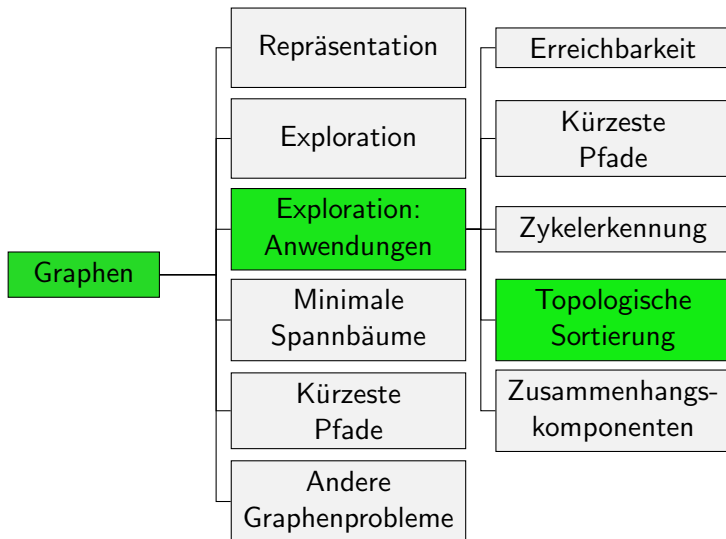 Graphen
Repräsentation
Exploration
Exploration:
Anwendungen
Minimale
Spannbäume
Kürzeste
Pfade
Andere
Graphenprobleme
Erreichbarkeit
Kürzeste
Pfade
Zykelerkennung
Topologische
Sortierung
Zusammenhangs-
komponenten